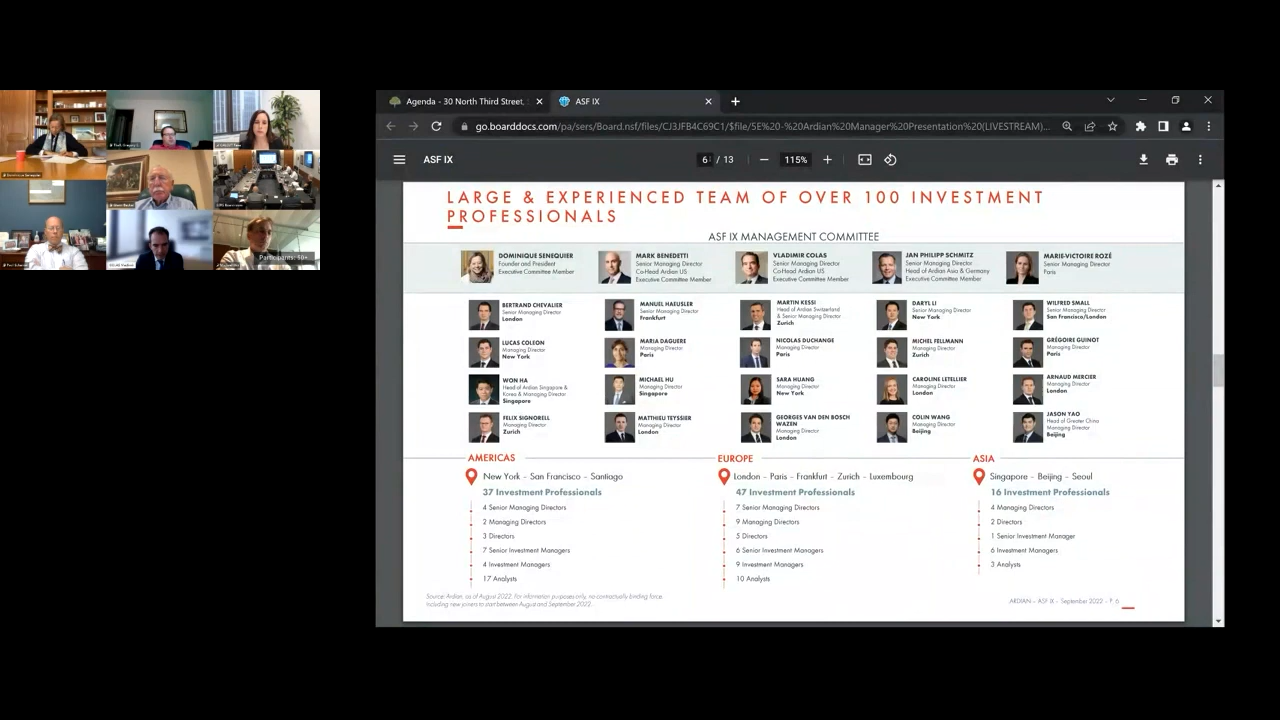 Agenda - 30 North Third Street,
ASF IX
go.boarddocs.com/pa/sers/Board.nsf/files/CJ3JFB4C69C1/$file/5E%20-%20Ardian%20Manager%20Presentation%20(LIVESTREAM)...
ASF IX
6 / 13
115%
LARGE & EXPERIENCED TEAM OF OVER 100 INVESTMENT
PROFESSIONALS
ASF IX MANAGEMENT COMMITTEE
DOMINIQUE SENEQUIER
Founder and President
Executive Committee Member
MARK BENEDETTI
Senior Managing Director
Co-Head Ardian US
Executive Committee Member
VLADIMIR COLAS
Senior Managing Director
Co-Head Ardian US
Executive Committee Member
JAN PHILIPP SCHMITZ
Senior Managing Director
Head of Ardian Asia & Germany
Executive Committee Member
MARIE-VICTOIRE ROZÉ
Senior Managing Director
Paris
BERTRAND CHEVALIER
Senior Managing Director
London
MANUEL HAEUSLER
Senior Managing Director
Frankfurt
MARTIN KESSI
Head of Ardian Switzerland
& Senior Managing Director
Zurich
DARYL LI
Senior Managing Director
New York
WILFRED SMALL
Senior Managing Director
San Francisco/London
LUCAS COLEON
Managing Director
New York
MARIA DAGUERE
Managing Director
Paris
NICOLAS DUCHANGE
Managing Director
Paris
MICHEL FELLMANN
Managing Director
Zurich
GRÉGOIRE GUINOT
Managing Director
Paris
WON HA
Head of Ardian Singapore &
Korea & Managing Director
Singapore
MICHAEL HU
Managing Director
Singapore
SARA HUANG
Managing Director
New York
CAROLINE LETELLIER
Managing Director
London
ARNAUD MERCIER
Managing Director
London
FELIX SIGNORELL
Managing Director
Zurich
MATTHIEU TEYSSIER
Managing Director
London
GEORGES VAN DEN BOSCH
WAZEN
Managing Director
London
COLIN WANG
Managing Director
Beijing
JASON YAO
Head of Greater China
Managing Director
Beijing
AMERICAS
New York – San Francisco – Santiago
37 Investment Professionals
4 Senior Managing Directors
2 Managing Directors
3 Directors
7 Senior Investment Managers
4 Investment Managers
17 Analysts
EUROPE
London – Paris – Frankfurt – Zurich – Luxembourg
47 Investment Professionals
7 Senior Managing Directors
9 Managing Directors
5 Directors
6 Senior Investment Managers
9 Investment Managers
10 Analysts
ASIA
Singapore – Beijing – Seoul
16 Investment Professionals
4 Managing Directors
2 Directors
1 Senior Investment Manager
6 Investment Managers
3 Analysts
Source: Ardian, as of August 2022. For information purposes only, no contractually binding force.
Including new joiners to start between August and September 2022.
ARDIAN – ASF IX – September 2022 - P. 6
Dominique Senequier
Participants: 50+